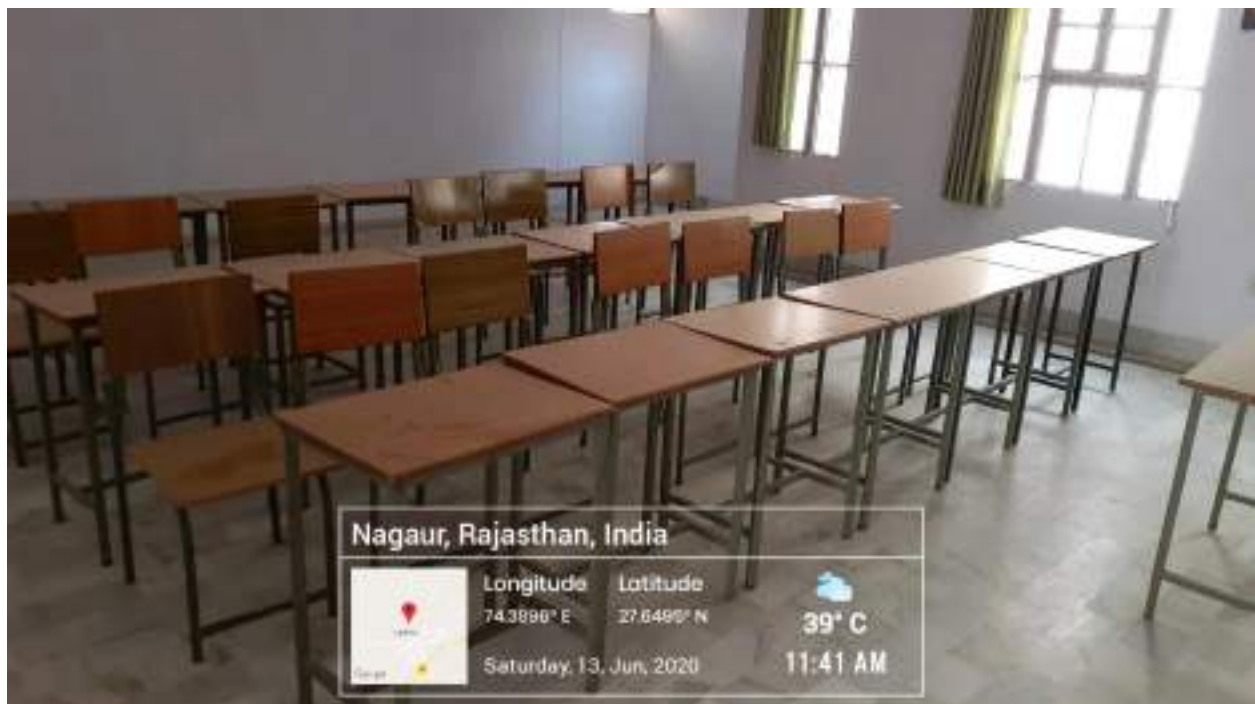 Nagaur, Rajasthan, India
Longitude Latitude
74.3896° E 27.6495° N
39° C
Saturday, 13, Jun, 2020
11:41 AM